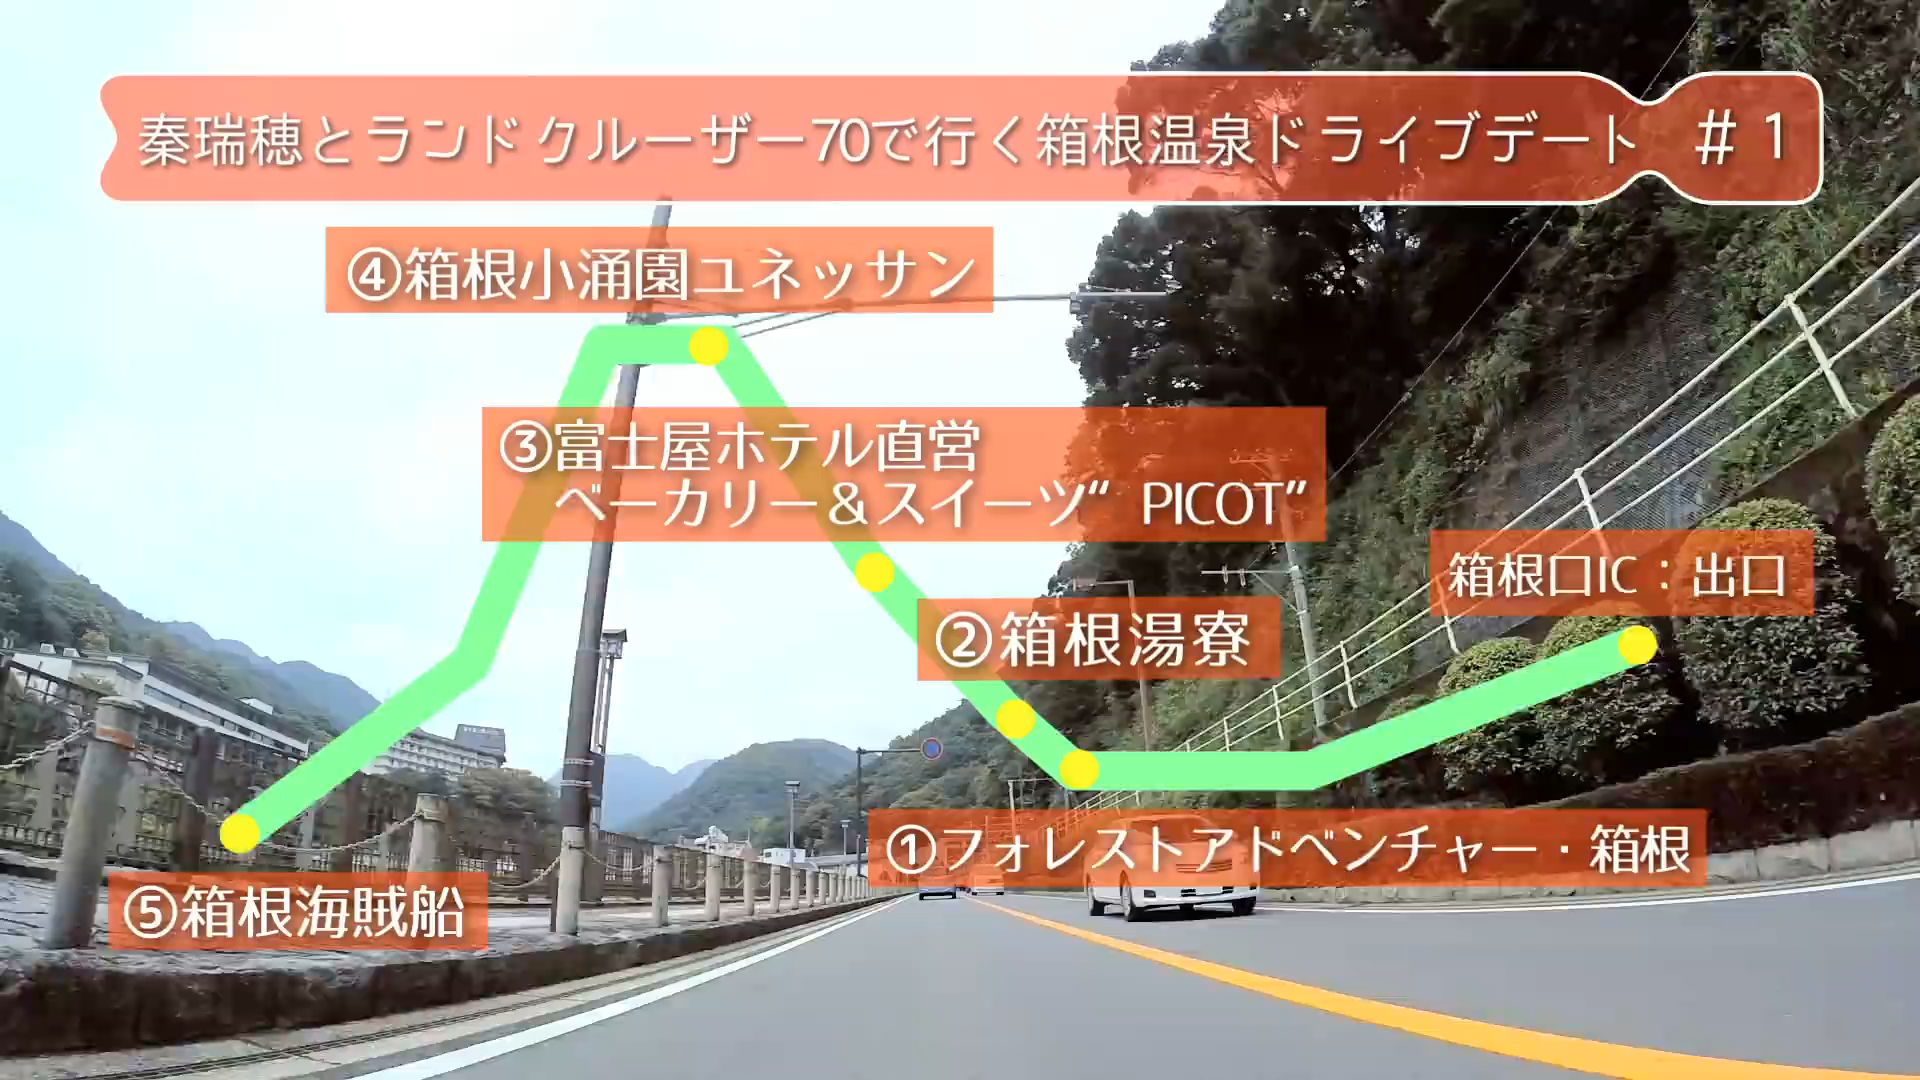 秦瑞穂とランドクルーザー70で行く箱根温泉ドライブデート #1
④箱根小涌園ユネッサン
③富士屋ホテル直営
ベーカリー＆スイーツ“PICOT”
箱根口IC：出口
②箱根湯寮
①フォレストアドベンチャー・箱根
⑤箱根海賊船